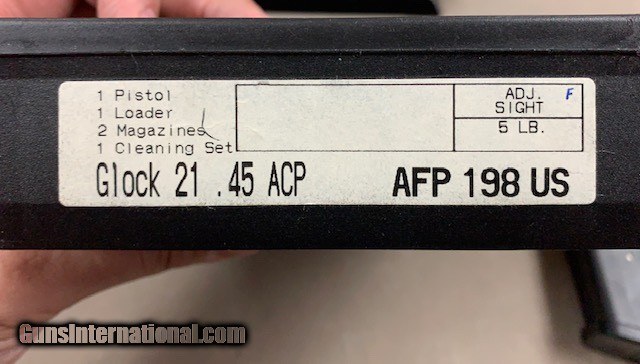 1 Pistol
1 Loader
2 Magazines
1 Cleaning Set
ADJ. F
SIGHT
5 LB.
Glock 21 .45 ACP AFP 198 US
GunsInternational.com